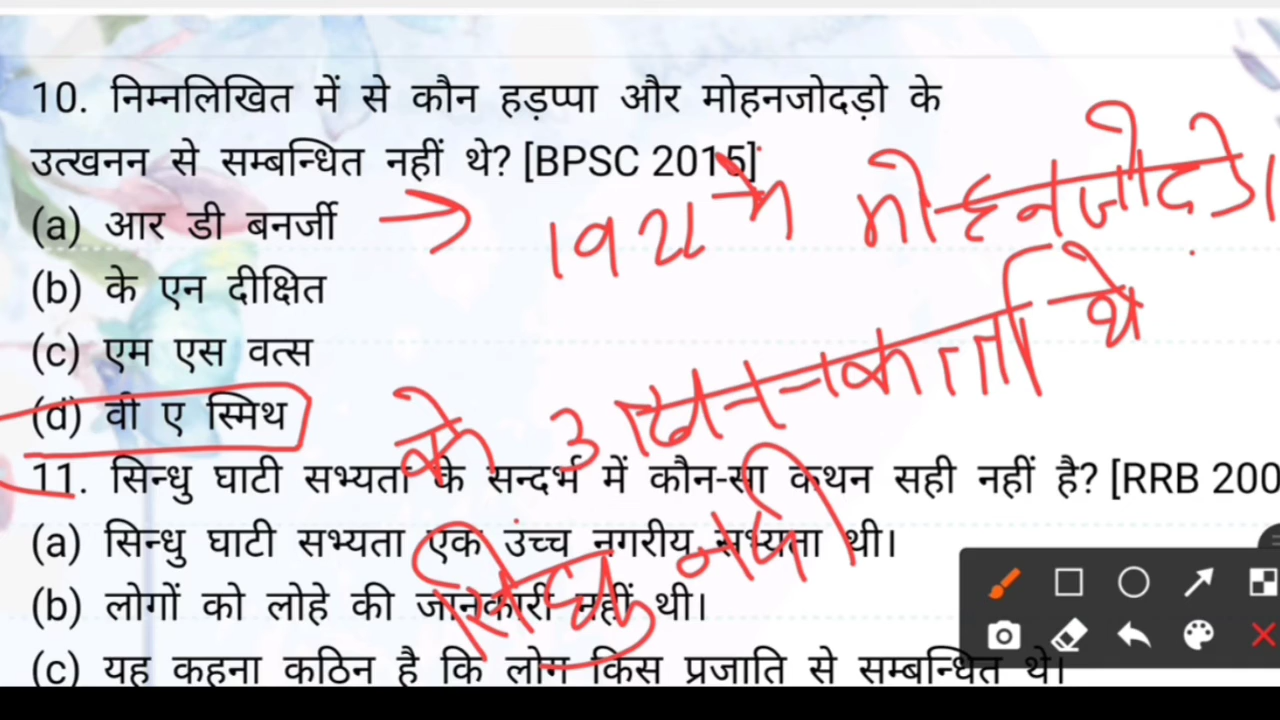 10. निम्नलिखित में से कौन हड़प्पा और मोहनजोदड़ो के
उत्खनन से सम्बन्धित नहीं थे? [BPSC 2015]
(a) आर डी बनर्जी → 1922 में मोहनजोदड़ो
(b) के एन दीक्षित
(c) एम एस वत्स
के उत्खननकर्ता थे
(d) वी ए स्मिथ
11. सिन्धु घाटी सभ्यता के सन्दर्भ में कौन-सा कथन सही नहीं है? [RRB 200
(a) सिन्धु घाटी सभ्यता एक उच्च नगरीय सभ्यता थी।
सिंधु नदी
(b) लोगों को लोहे की जानकारी नहीं थी।
(c) यह कहना कठिन है कि लोग किस प्रजाति से सम्बन्धित थे।